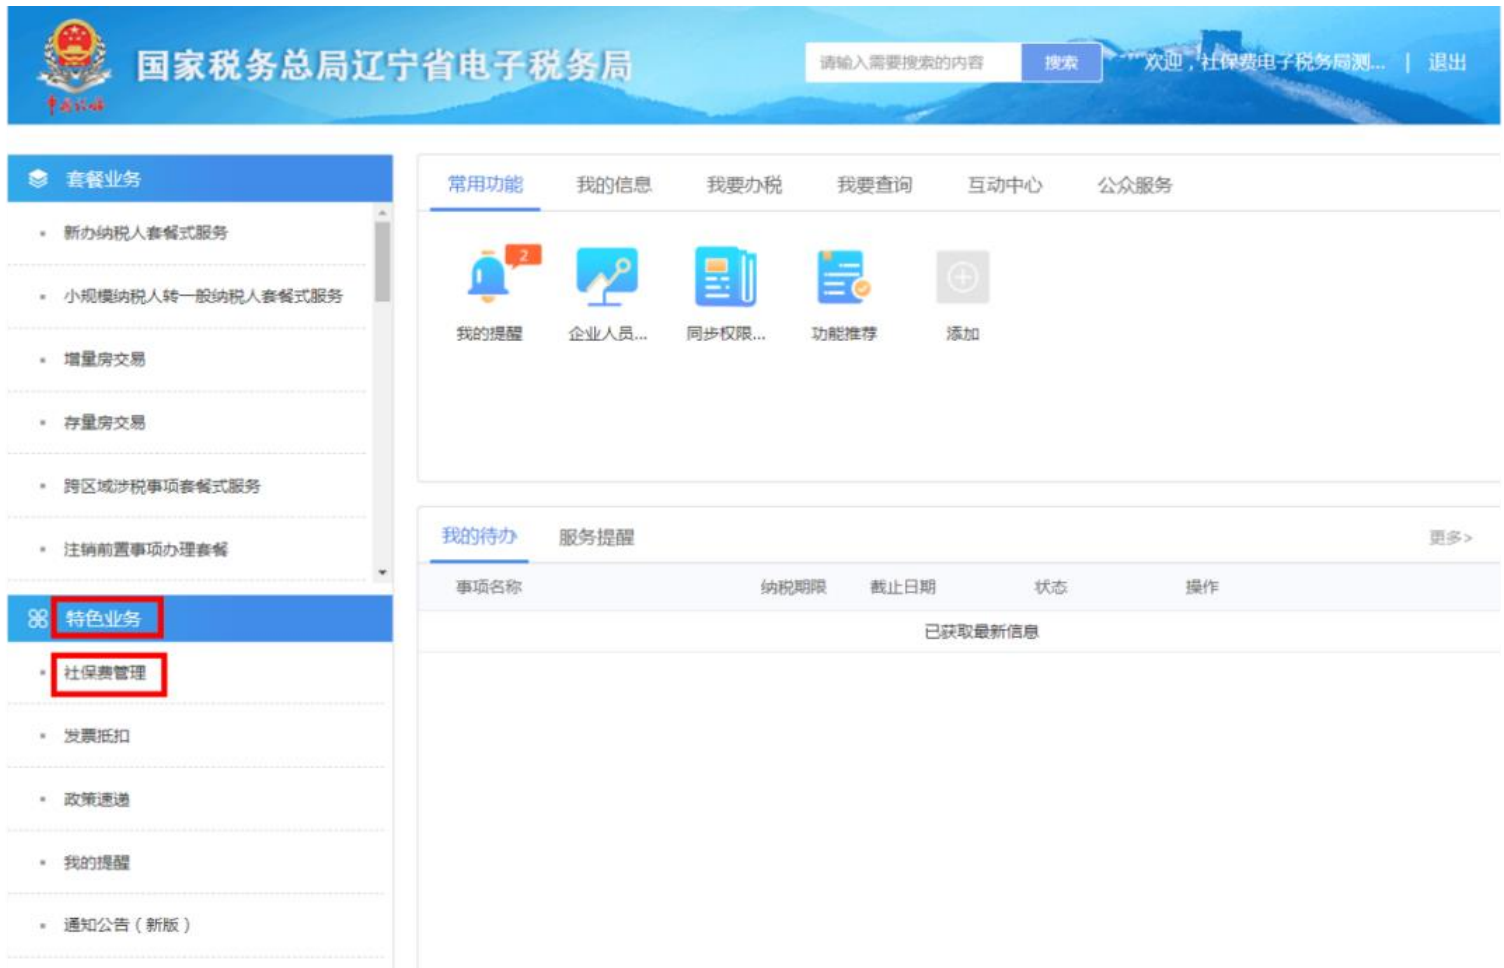 国家税务总局辽宁省电子税务局
请输入需要搜索的内容
搜索
欢迎，社保费电子税务局测... | 退出
套餐业务
新办纳税人套餐式服务
小规模纳税人转一般纳税人套餐式服务
增量房交易
存量房交易
跨区域涉税事项套餐式服务
注销前置事项办理套餐
特色业务
社保费管理
发票抵扣
政策速递
我的提醒
通知公告（新版）
常用功能 我的信息 我要办税 我要查询 互动中心 公众服务
2
我的提醒 企业人员... 同步权限... 功能推荐 添加
我的待办 服务提醒 更多>
事项名称 纳税期限 截止日期 状态 操作
已获取最新信息